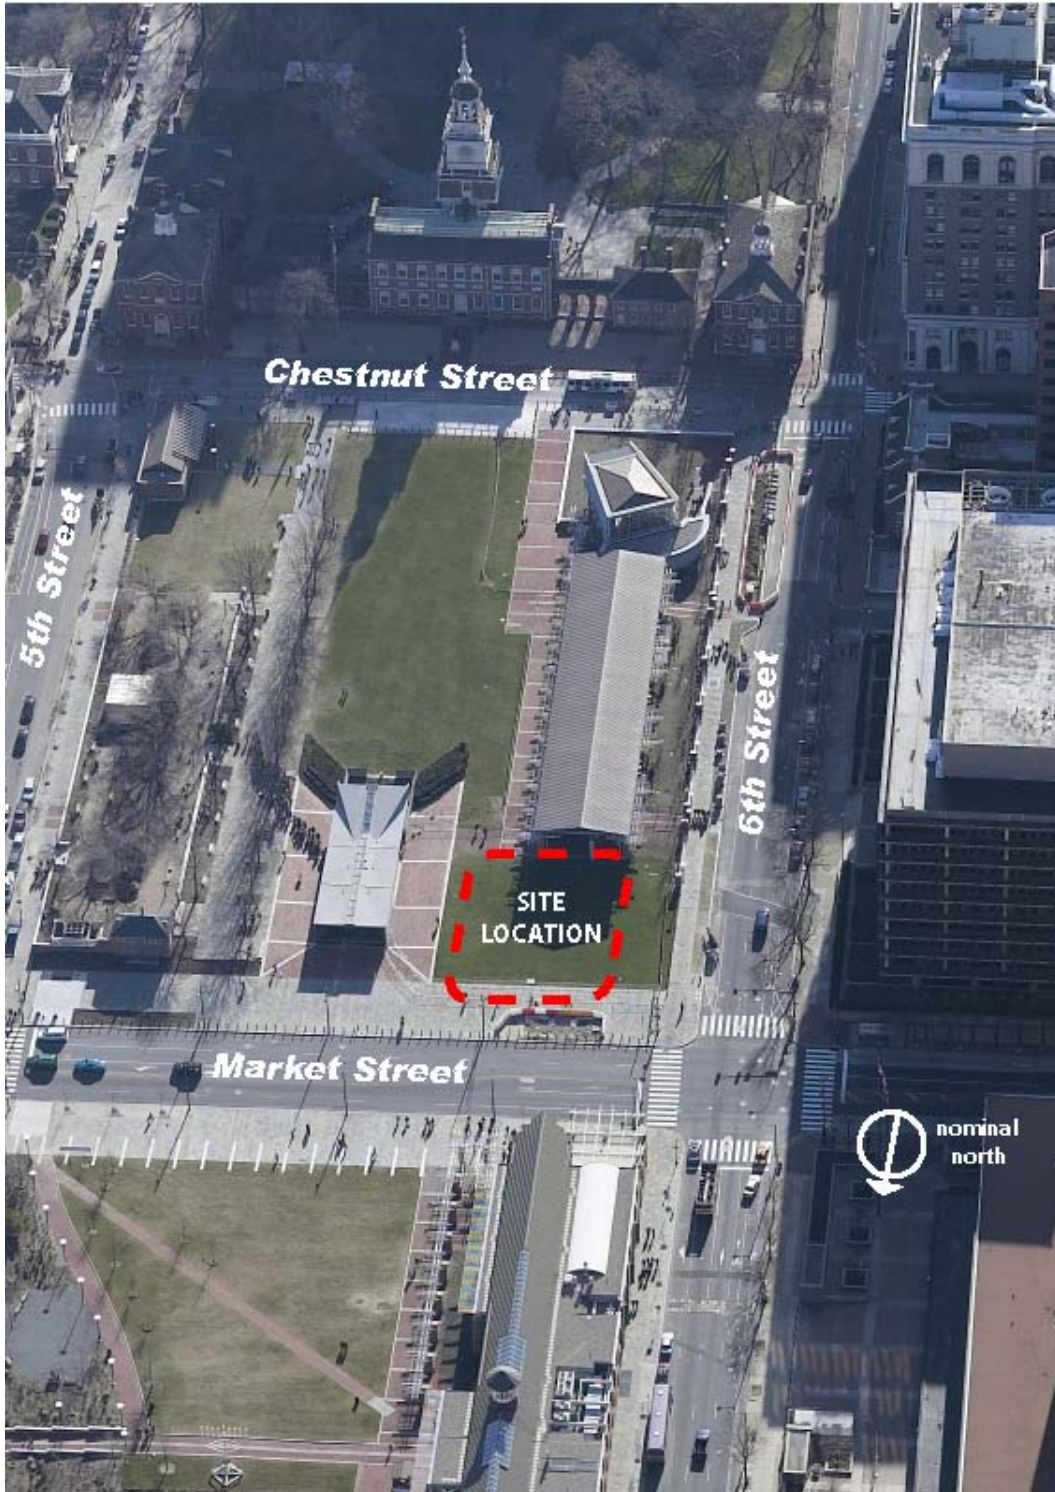 Chestnut Street
5th Street
6th Street
SITE
LOCATION
Market Street
nominal
north